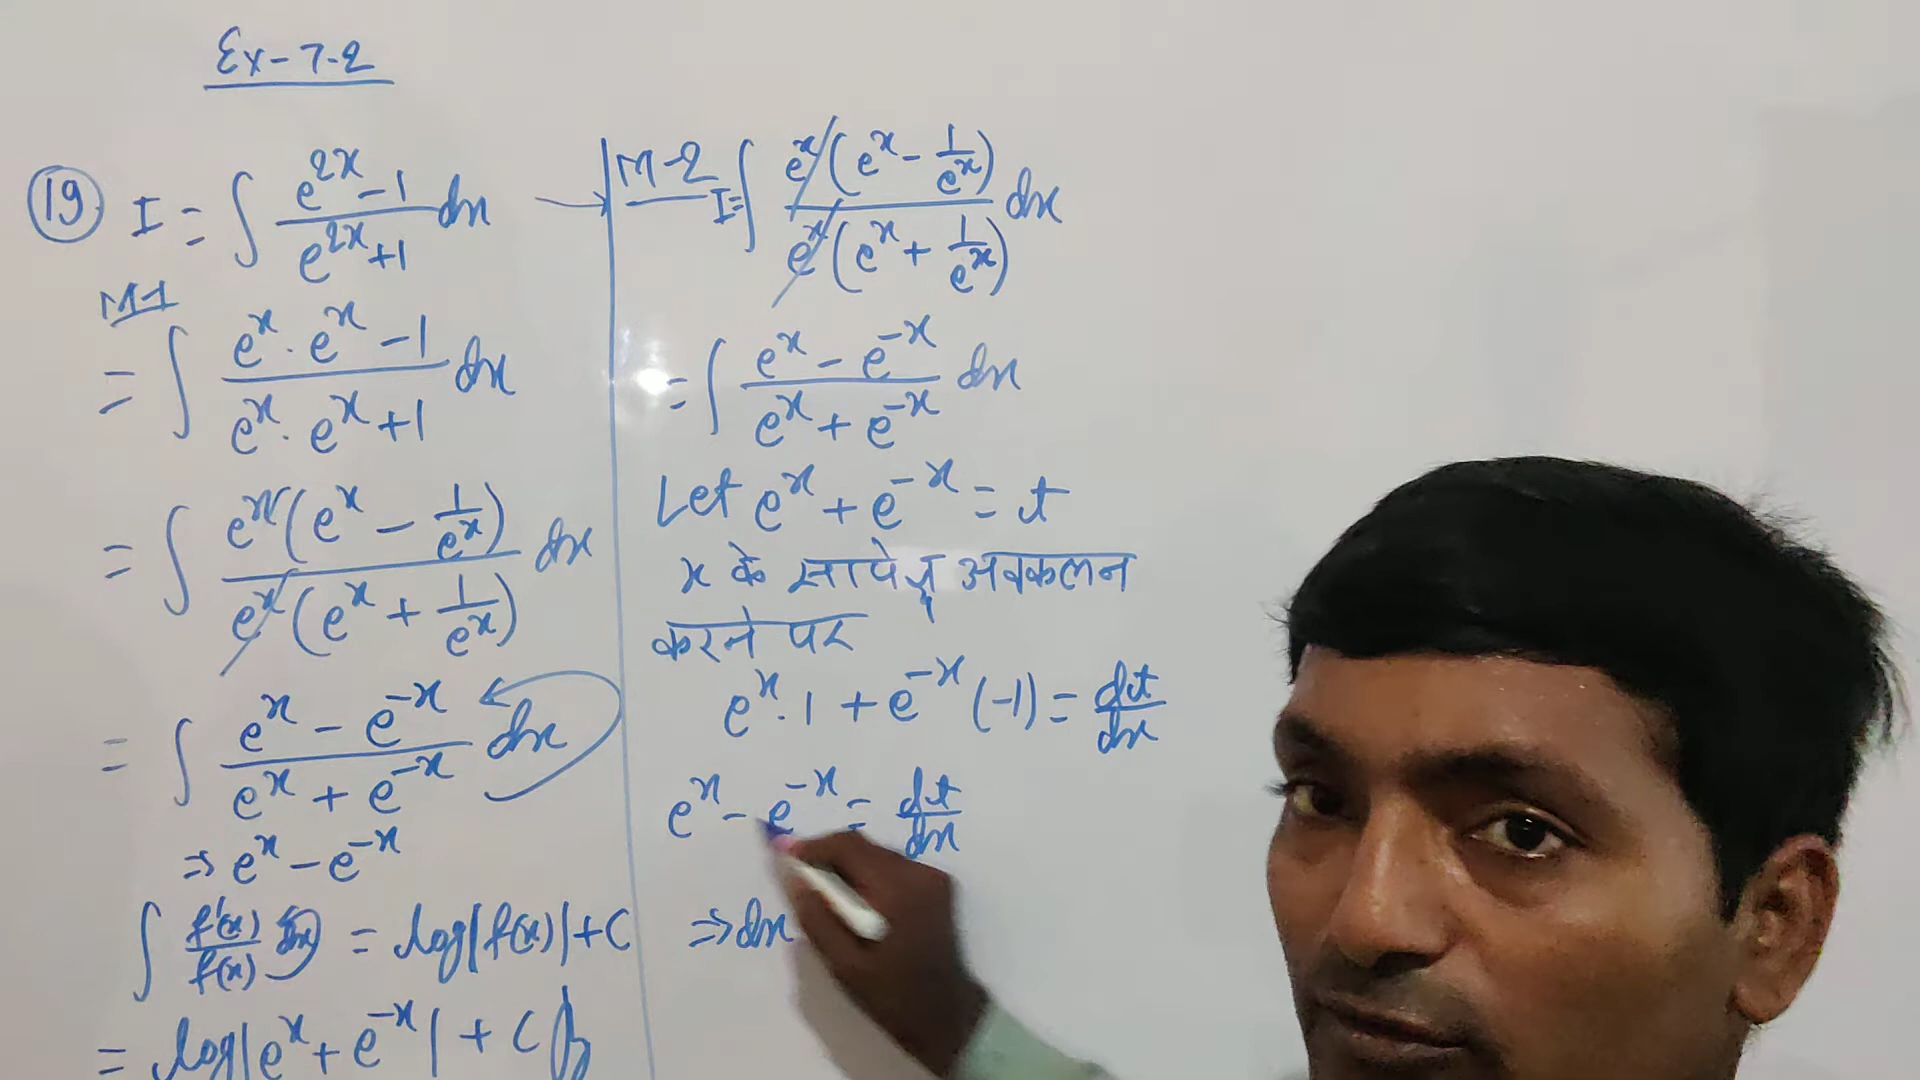 Ex-7.2
(19) I = ∫ (e^{2x} - 1)/(e^{2x} + 1) dx →
M-1
= ∫ (e^x . e^x - 1)/(e^x . e^x + 1) dx
= ∫ e^x(e^x - 1/e^x)/e^x(e^x + 1/e^x) dx
= ∫ (e^x - e^{-x})/(e^x + e^{-x}) dx
⇒ e^x - e^{-x}
∫ f'(x)/f(x) dx = log|f(x)| + C
= log|e^x + e^{-x}| + C
M-2 I = ∫ e^x(e^x - 1/e^x)/e^x(e^x + 1/e^x) dx
= ∫ (e^x - e^{-x})/(e^x + e^{-x}) dx
Let e^x + e^{-x} = t
x के सापेक्ष अवकलन
करने पर
e^x . 1 + e^{-x} (-1) = dt/dx
e^x - e^{-x} = dt/dx
⇒ dx